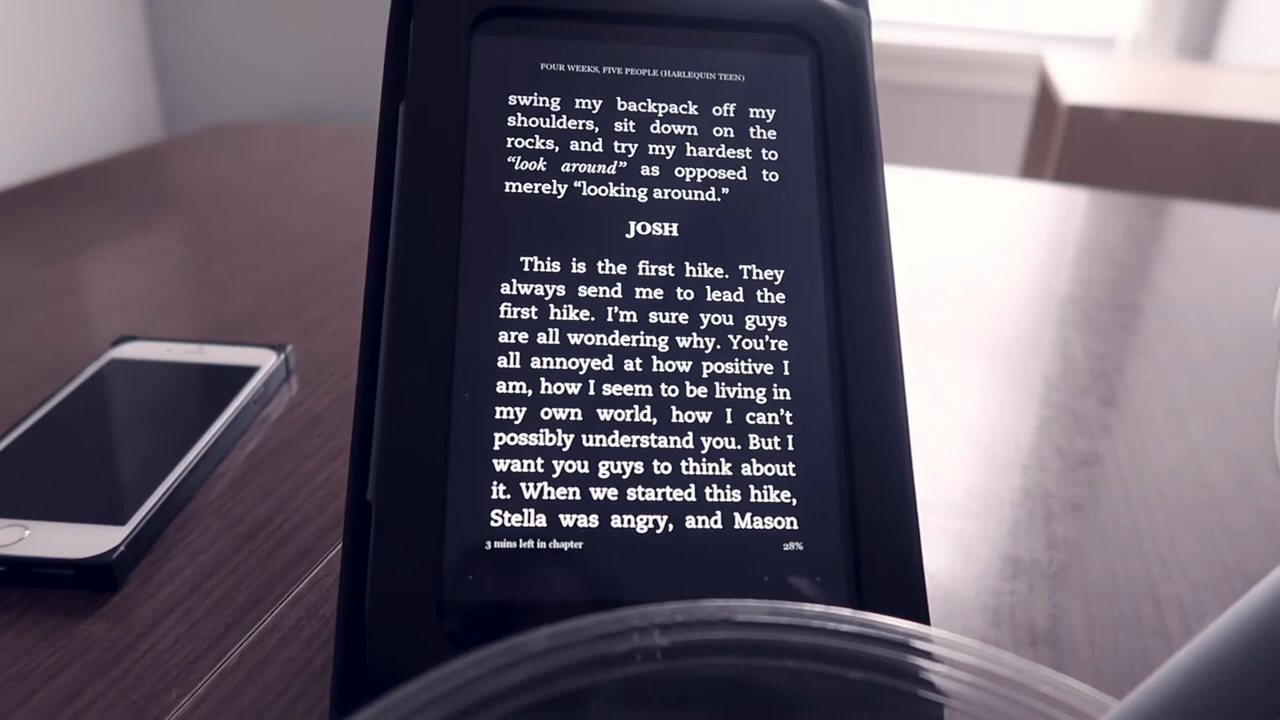 FOUR WEEKS, FIVE PEOPLE (HARLEQUIN TEEN)
swing my backpack off my
shoulders, sit down on the
rocks, and try my hardest to
“look around” as opposed to
merely “looking around.”
JOSH
This is the first hike. They
always send me to lead the
first hike. I’m sure you guys
are all wondering why. You’re
all annoyed at how positive I
am, how I seem to be living in
my own world, how I can’t
possibly understand you. But I
want you guys to think about
it. When we started this hike,
Stella was angry, and Mason
3 mins left in chapter 28%